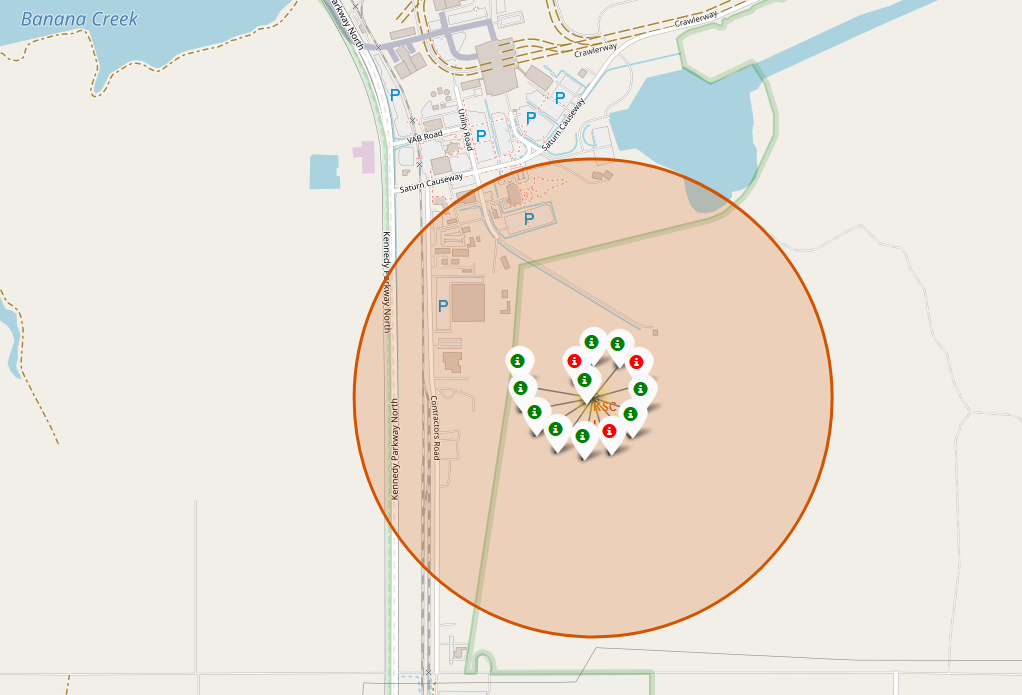 Banana Creek
Parkway North
Crawlerway
Crawlerway
P
P
P
P
Utility Road
VAB Road
Saturn Causeway
Saturn Causeway
P
Kennedy Parkway North
P
KSC
Kennedy Parkway North
Contractors Road